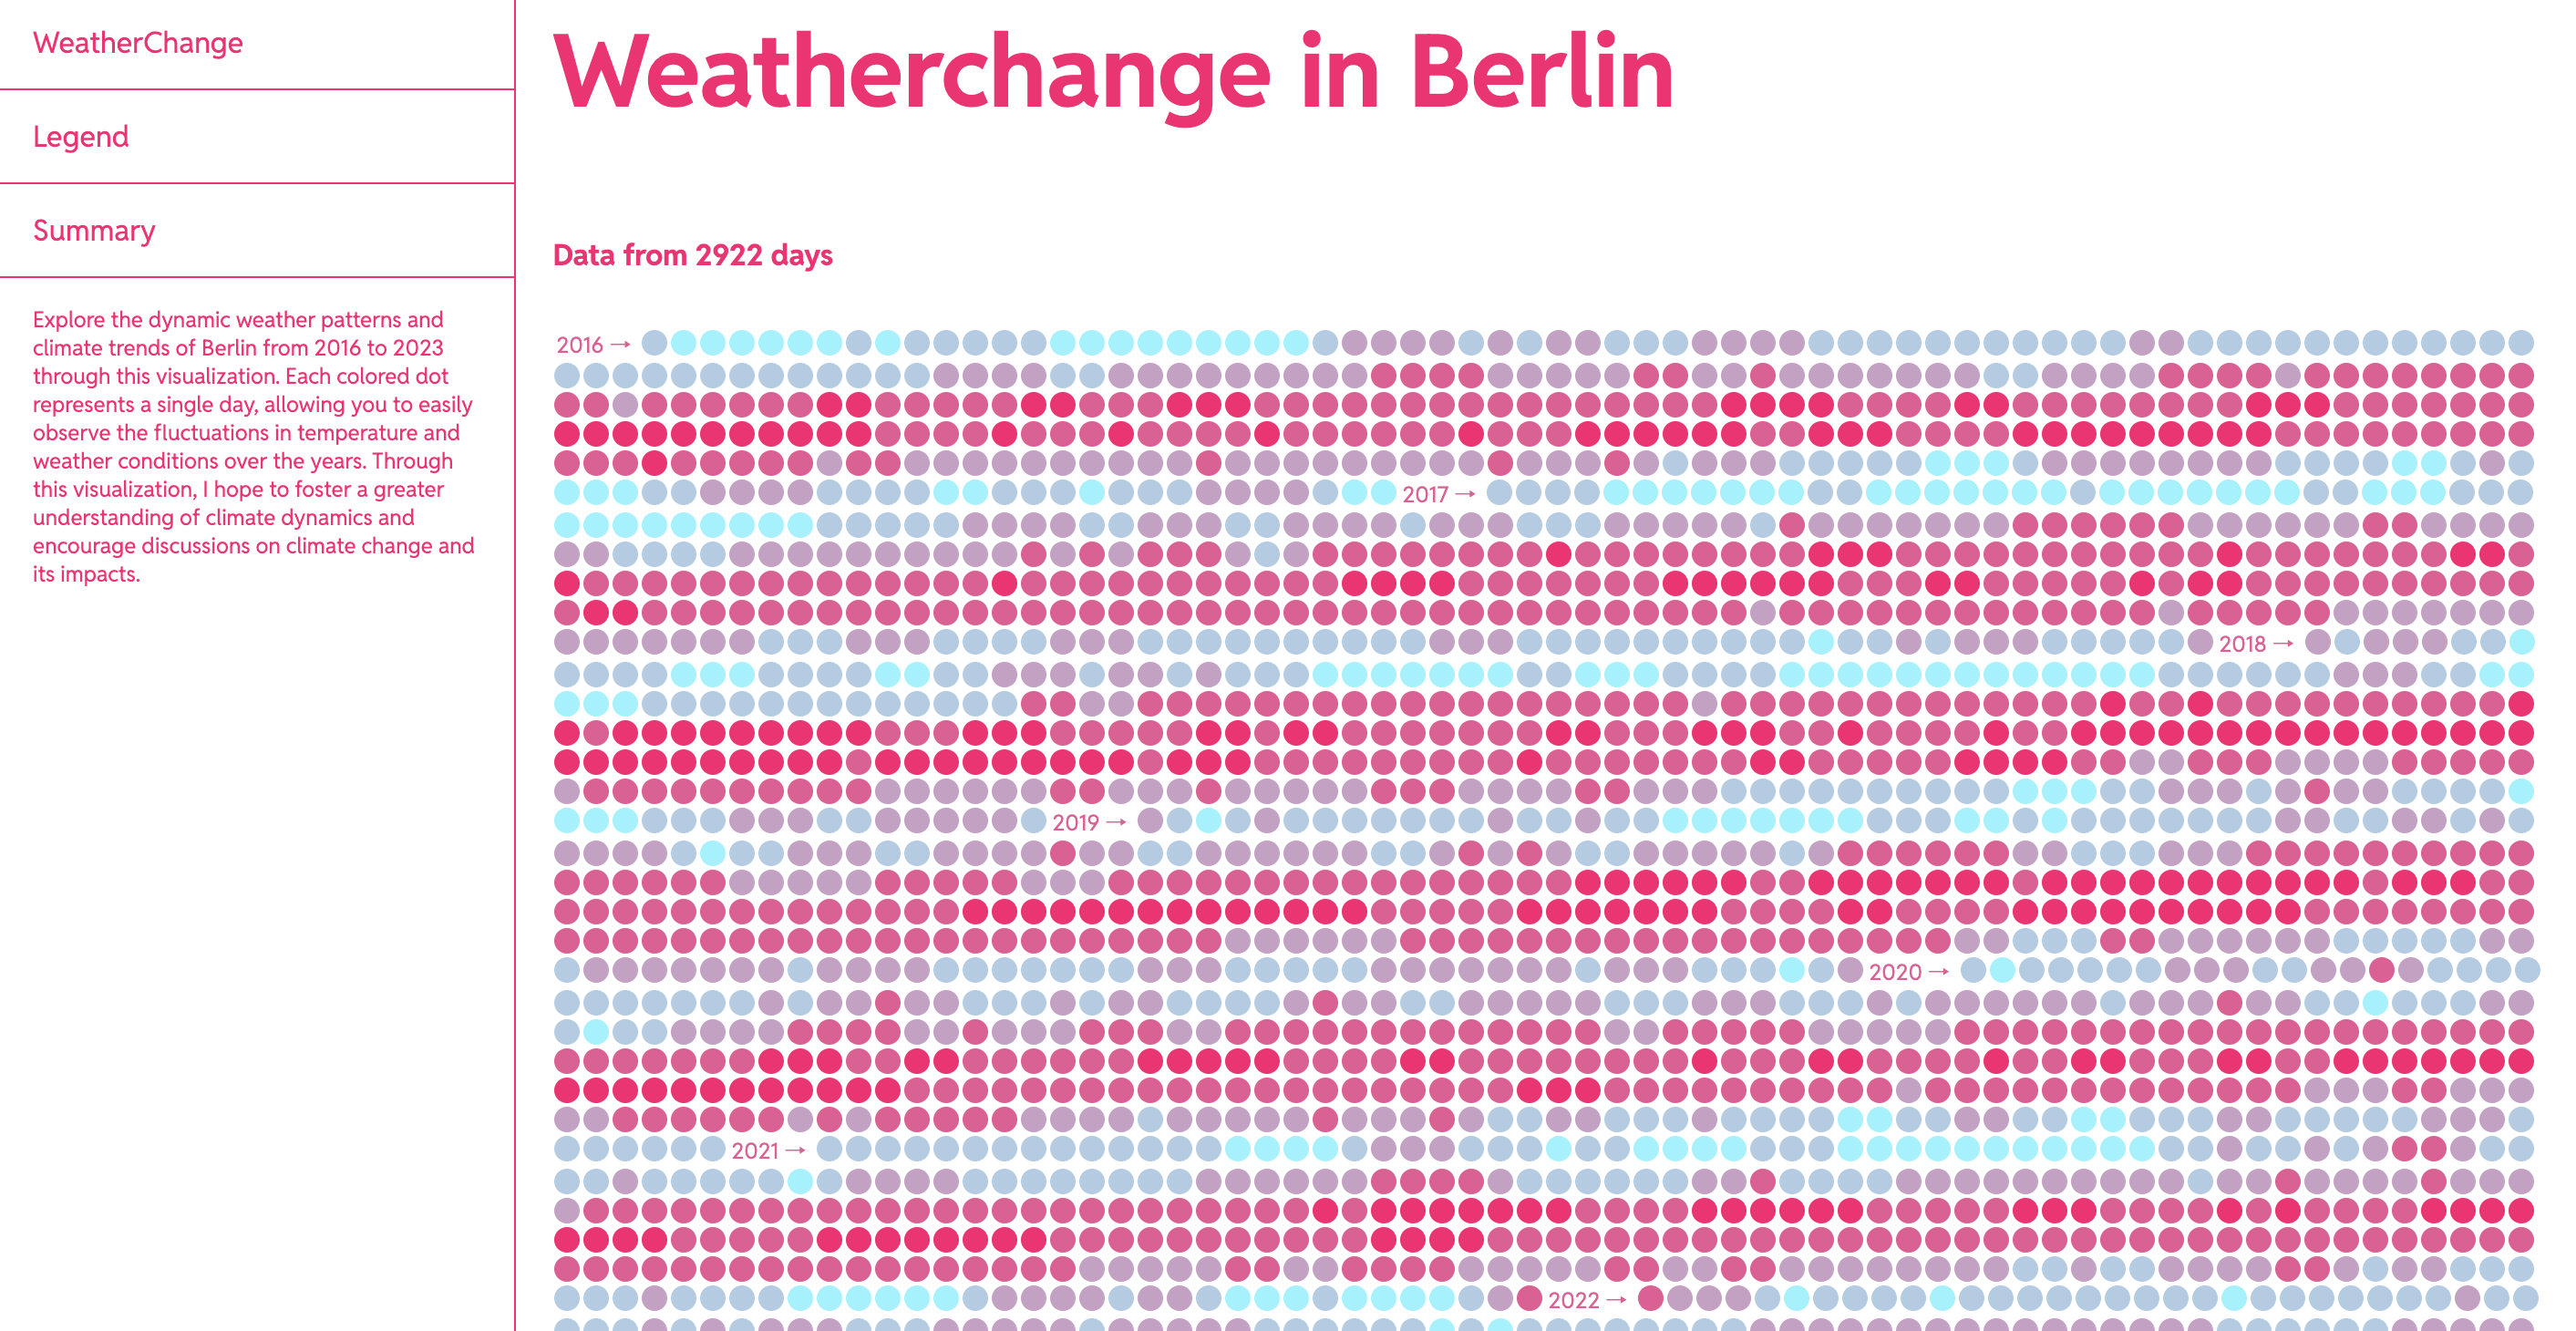 WeatherChange
Legend
Summary
Explore the dynamic weather patterns and
climate trends of Berlin from 2016 to 2023
through this visualization. Each colored dot
represents a single day, allowing you to easily
observe the fluctuations in temperature and
weather conditions over the years. Through
this visualization, I hope to foster a greater
understanding of climate dynamics and
encourage discussions on climate change and
its impacts.
Weatherchange in Berlin
Data from 2922 days
2016 →
2017 →
2018 →
2019 →
2020 →
2021 →
2022 →